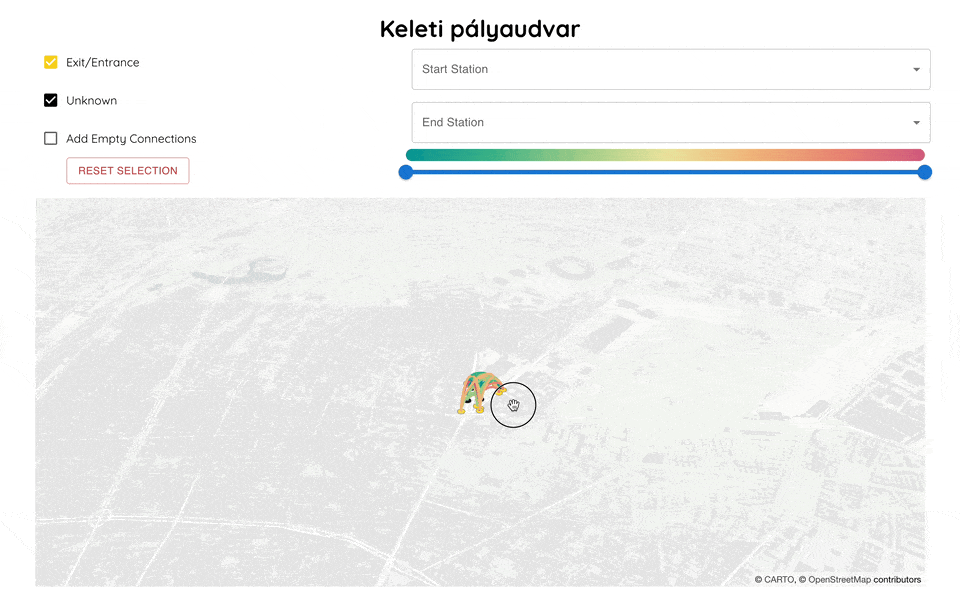 Keleti pályaudvar
Exit/Entrance
Unknown
Add Empty Connections
RESET SELECTION
Start Station
End Station
© CARTO, © OpenStreetMap contributors